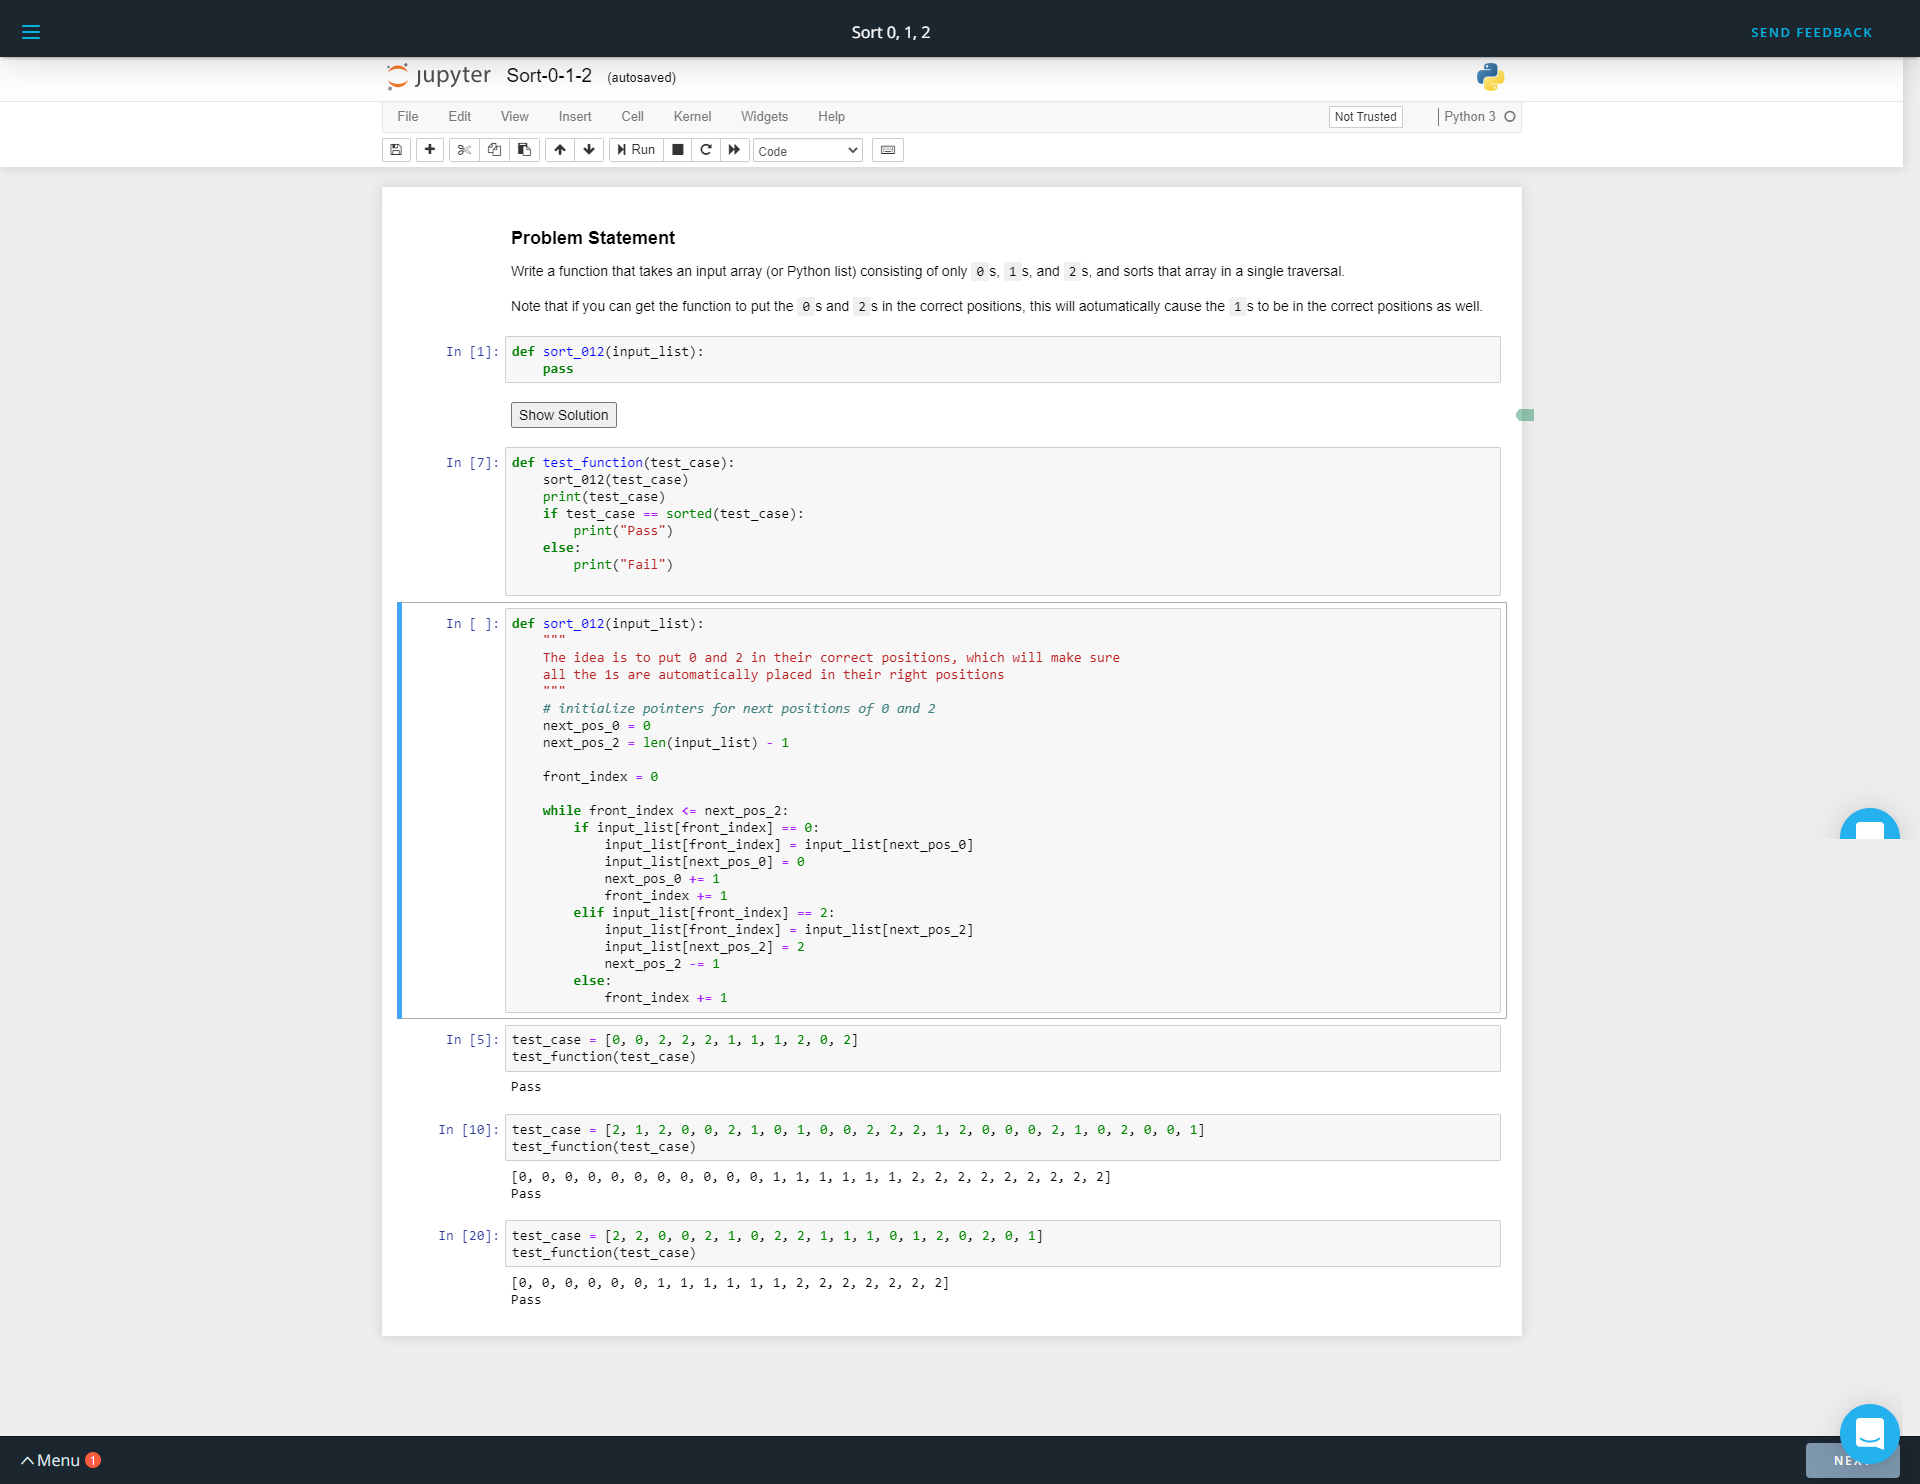 Sort 0, 1, 2
SEND FEEDBACK
jupyter Sort-0-1-2 (autosaved)
File Edit View Insert Cell Kernel Widgets Help Not Trusted Python 3
Run Code
Problem Statement
Write a function that takes an input array (or Python list) consisting of only 0 s, 1 s, and 2 s, and sorts that array in a single traversal.
Note that if you can get the function to put the 0 s and 2 s in the correct positions, this will aotumatically cause the 1 s to be in the correct positions as well.
In [1]: def sort_012(input_list):
pass
Show Solution
In [7]: def test_function(test_case):
sort_012(test_case)
print(test_case)
if test_case == sorted(test_case):
print("Pass")
else:
print("Fail")
In [ ]: def sort_012(input_list):
"""
The idea is to put 0 and 2 in their correct positions, which will make sure
all the 1s are automatically placed in their right positions
"""
# initialize pointers for next positions of 0 and 2
next_pos_0 = 0
next_pos_2 = len(input_list) - 1
front_index = 0
while front_index <= next_pos_2:
if input_list[front_index] == 0:
input_list[front_index] = input_list[next_pos_0]
input_list[next_pos_0] = 0
next_pos_0 += 1
front_index += 1
elif input_list[front_index] == 2:
input_list[front_index] = input_list[next_pos_2]
input_list[next_pos_2] = 2
next_pos_2 -= 1
else:
front_index += 1
In [5]: test_case = [0, 0, 2, 2, 2, 1, 1, 1, 2, 0, 2]
test_function(test_case)
Pass
In [10]: test_case = [2, 1, 2, 0, 0, 2, 1, 0, 1, 0, 0, 2, 2, 2, 1, 2, 0, 0, 0, 2, 1, 0, 2, 0, 0, 1]
test_function(test_case)
[0, 0, 0, 0, 0, 0, 0, 0, 0, 0, 0, 1, 1, 1, 1, 1, 1, 2, 2, 2, 2, 2, 2, 2, 2, 2]
Pass
In [20]: test_case = [2, 2, 0, 0, 2, 1, 0, 2, 2, 1, 1, 1, 0, 1, 2, 0, 2, 0, 1]
test_function(test_case)
[0, 0, 0, 0, 0, 0, 1, 1, 1, 1, 1, 1, 2, 2, 2, 2, 2, 2, 2]
Pass
Menu 1